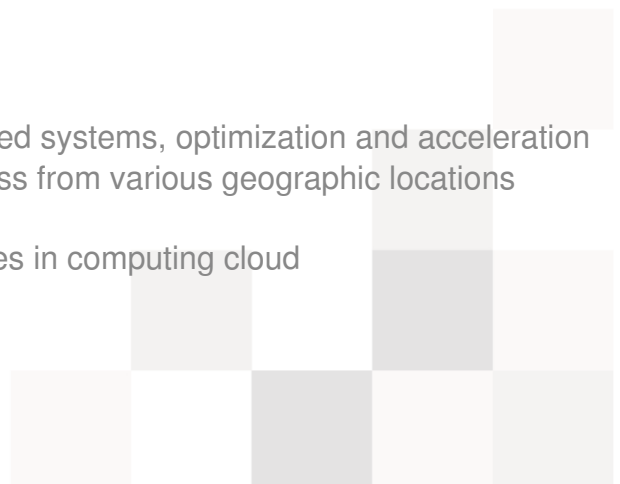 ed systems, optimization and acceleration
ss from various geographic locations
es in computing cloud